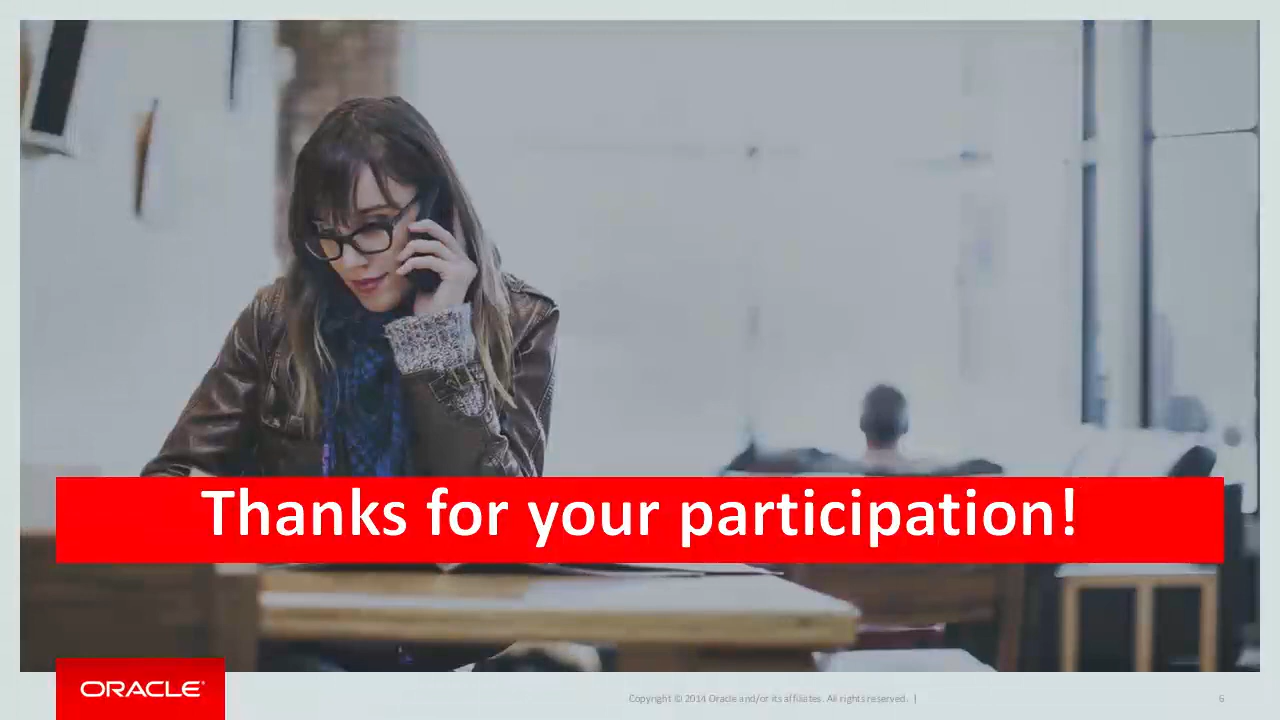 Thanks for your participation!
ORACLE®
Copyright © 2014 Oracle and/or its affiliates. All rights reserved. |
6